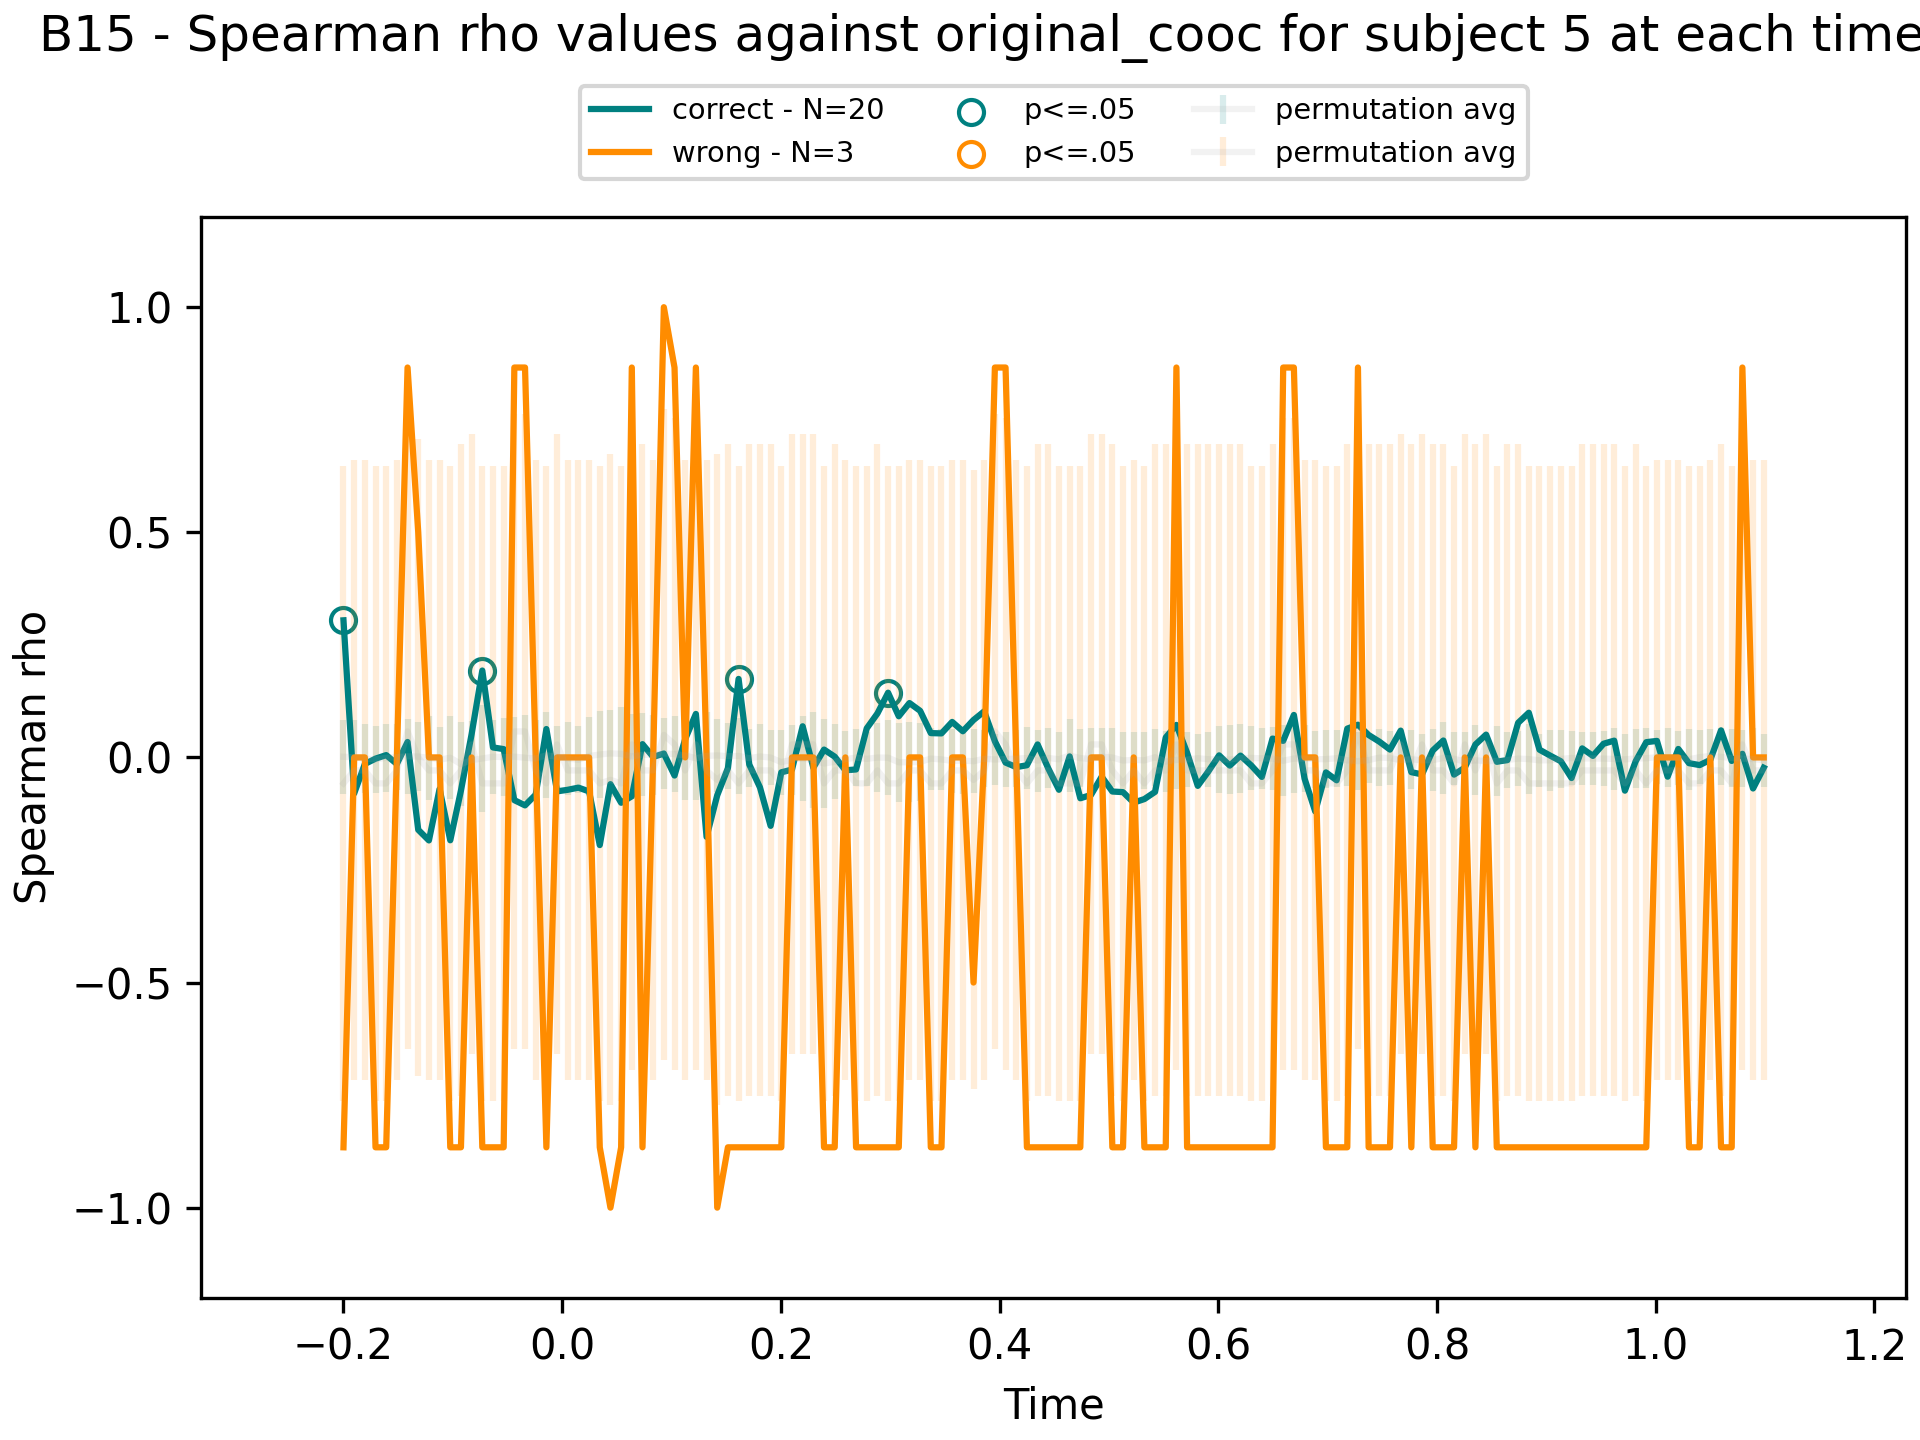 B15 - Spearman rho values against original_cooc for subject 5 at each time
correct - N=20
wrong - N=3
p<=.05
p<=.05
permutation avg
permutation avg
1.0
0.5
0.0
−0.5
−1.0
Spearman rho
−0.2 0.0 0.2 0.4 0.6 0.8 1.0 1.2
Time